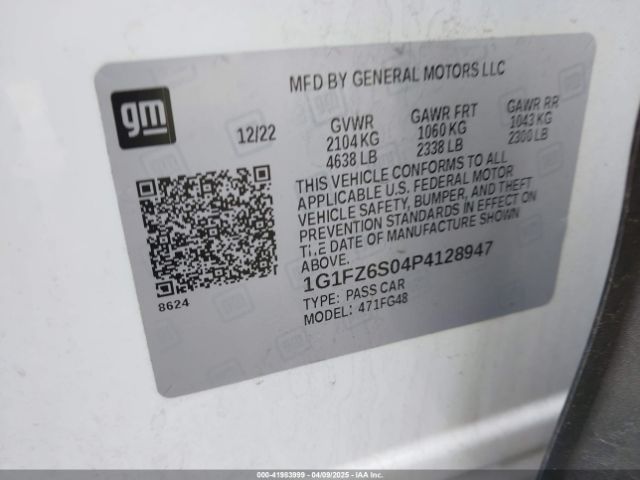 gm
MFD BY GENERAL MOTORS LLC
12/22
GVWR
2104 KG
4638 LB
GAWR FRT
1060 KG
2338 LB
GAWR RR
1043 KG
2300 LB
THIS VEHICLE CONFORMS TO ALL
APPLICABLE U.S. FEDERAL MOTOR
VEHICLE SAFETY, BUMPER, AND THEFT
PREVENTION STANDARDS IN EFFECT ON
THE DATE OF MANUFACTURE SHOWN
ABOVE.
1G1FZ6S04P4128947
TYPE: PASS CAR
MODEL: 471FG48
8624
000-41983999 - 04/09/2025 - IAA Inc.